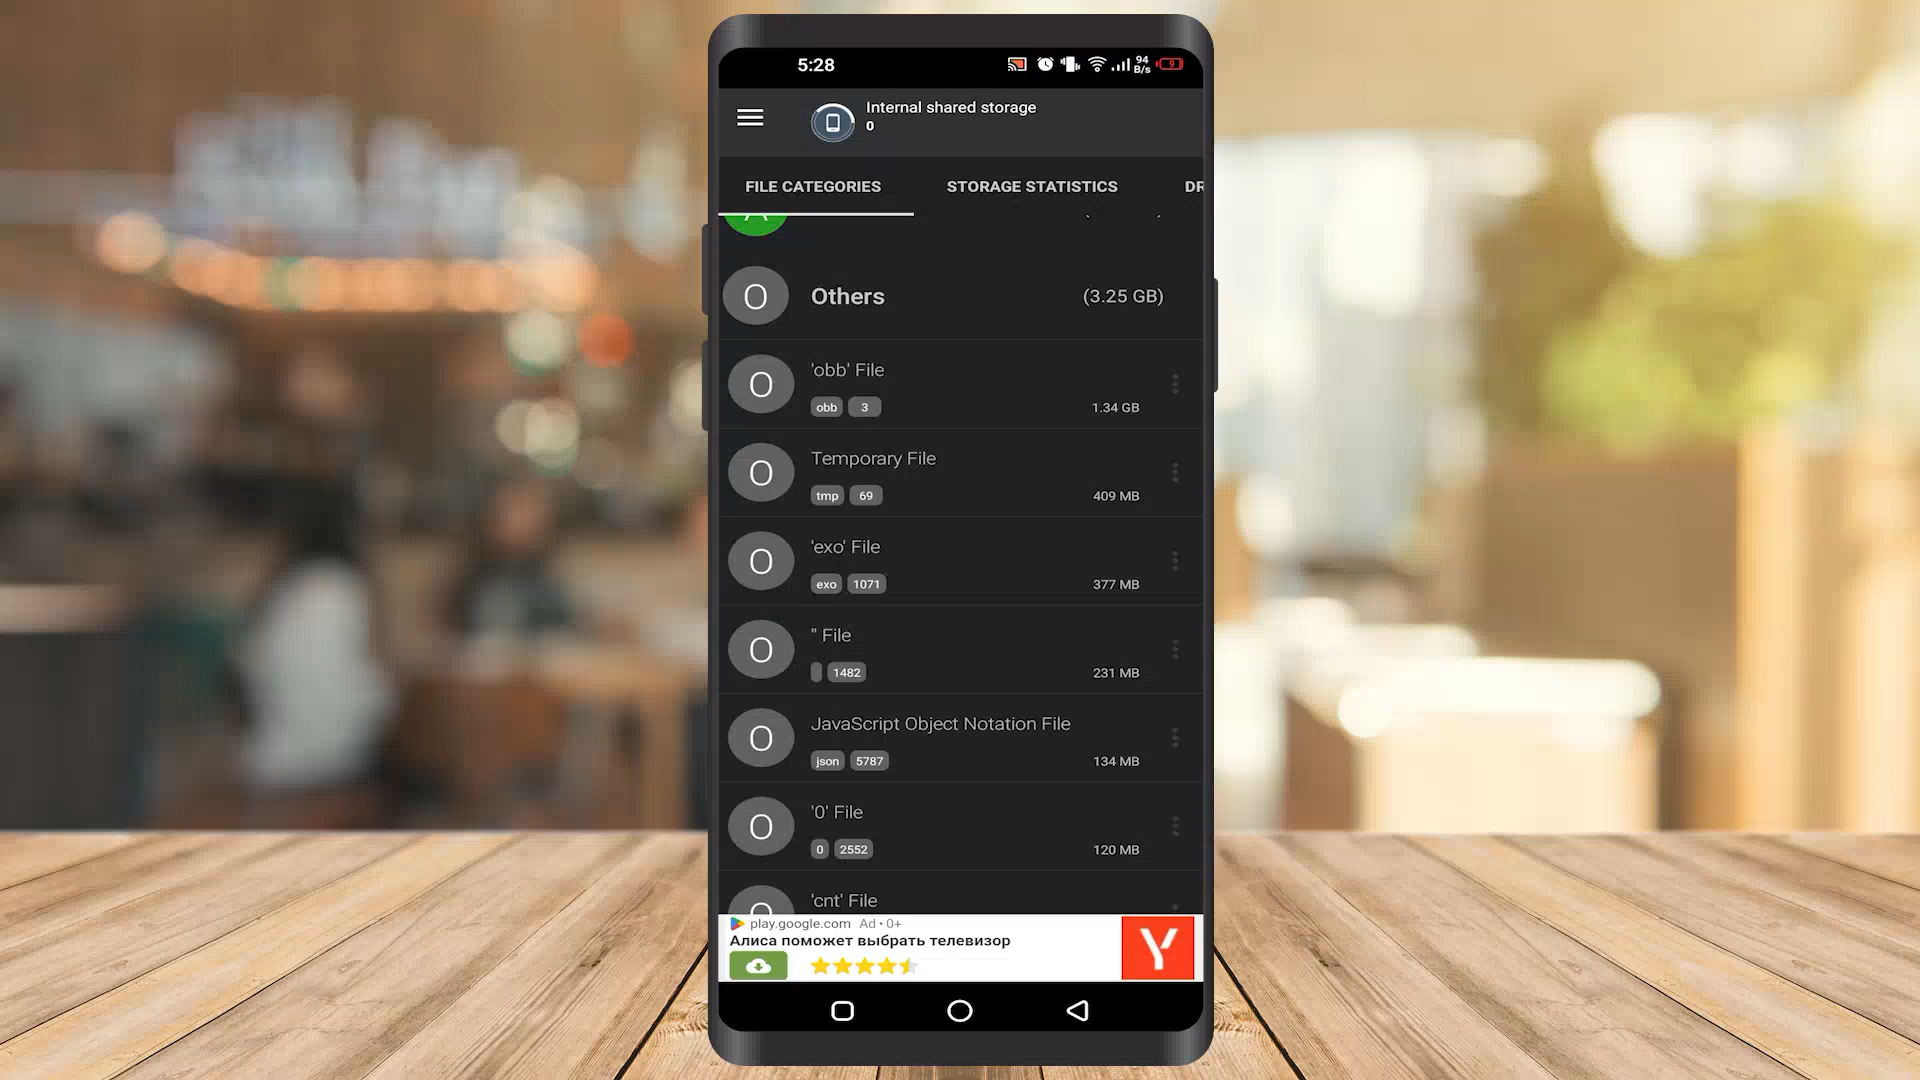 5:28
94
B/s
9
Internal shared storage
0
FILE CATEGORIES
STORAGE STATISTICS
DR
O
Others
(3.25 GB)
O
'obb' File
obb 3
1.34 GB
O
Temporary File
tmp 69
409 MB
O
'exo' File
exo 1071
377 MB
O
'' File
1482
231 MB
O
JavaScript Object Notation File
json 5787
134 MB
O
'0' File
0 2552
120 MB
'cnt' File
play.google.com Ad • 0+
Алиса поможет выбрать телевизор
Y